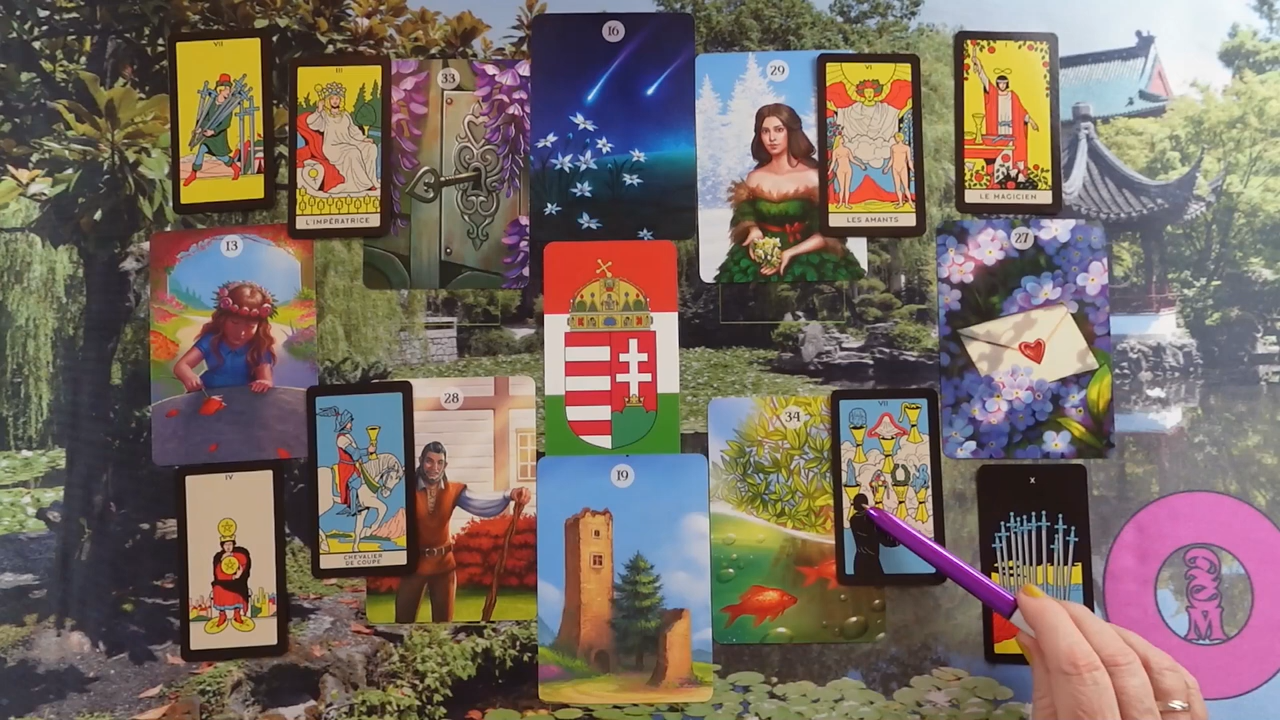 VII
III
L'IMPÉRATRICE
33
16
29
VI
LES AMANTS
I
LE MAGICIEN
13
27
IV
CHEVALIER
DE COUPE
28
19
34
VII
X